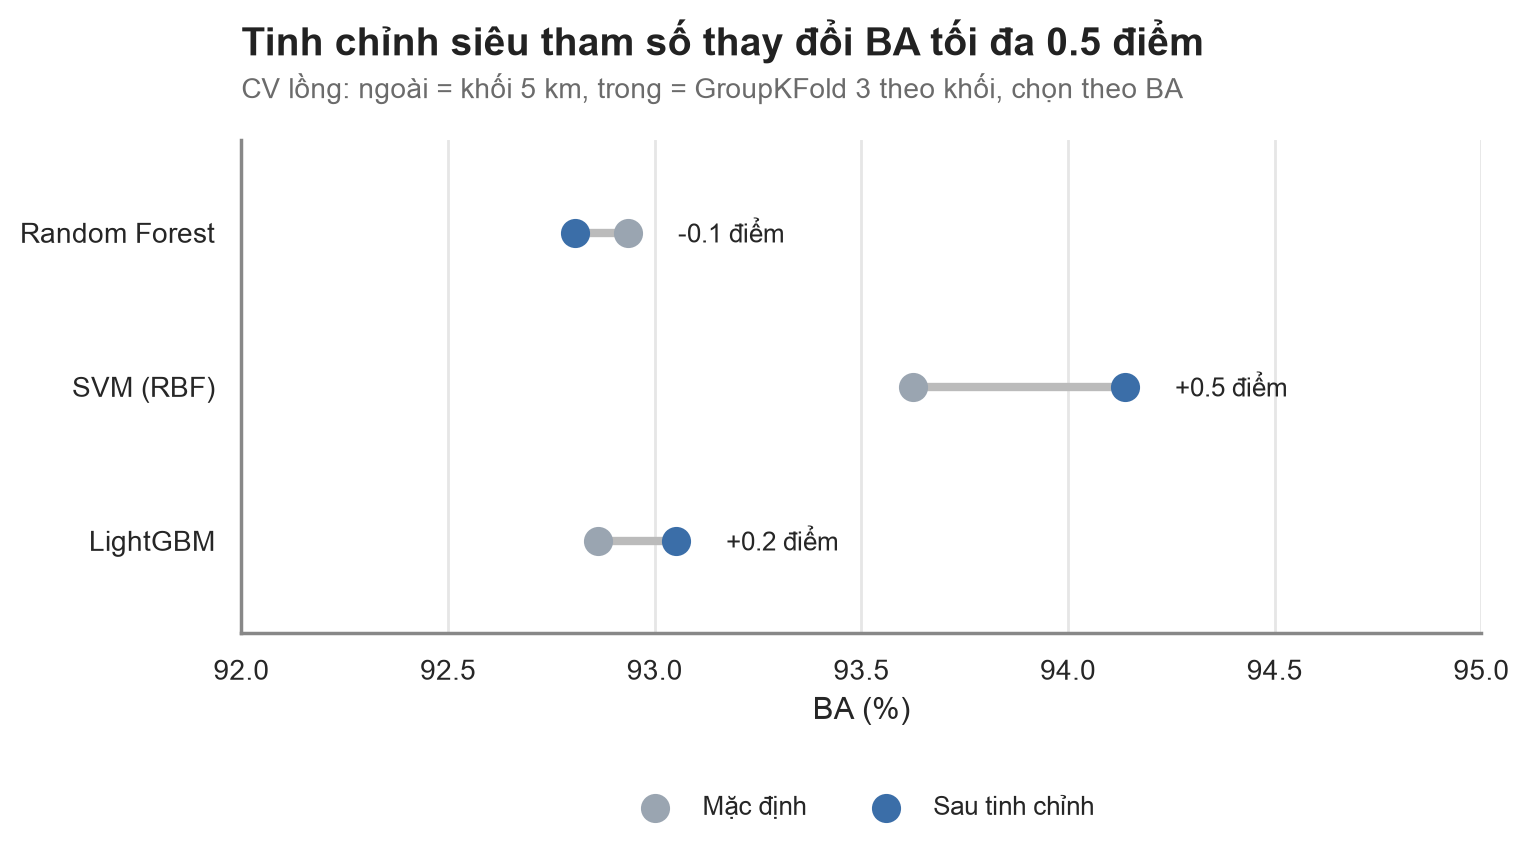 Tinh chỉnh siêu tham số thay đổi BA tối đa 0.5 điểm
CV lồng: ngoài = khối 5 km, trong = GroupKFold 3 theo khối, chọn theo BA
Random Forest
-0.1 điểm
SVM (RBF)
+0.5 điểm
LightGBM
+0.2 điểm
92.0 92.5 93.0 93.5 94.0 94.5 95.0
BA (%)
Mặc định Sau tinh chỉnh